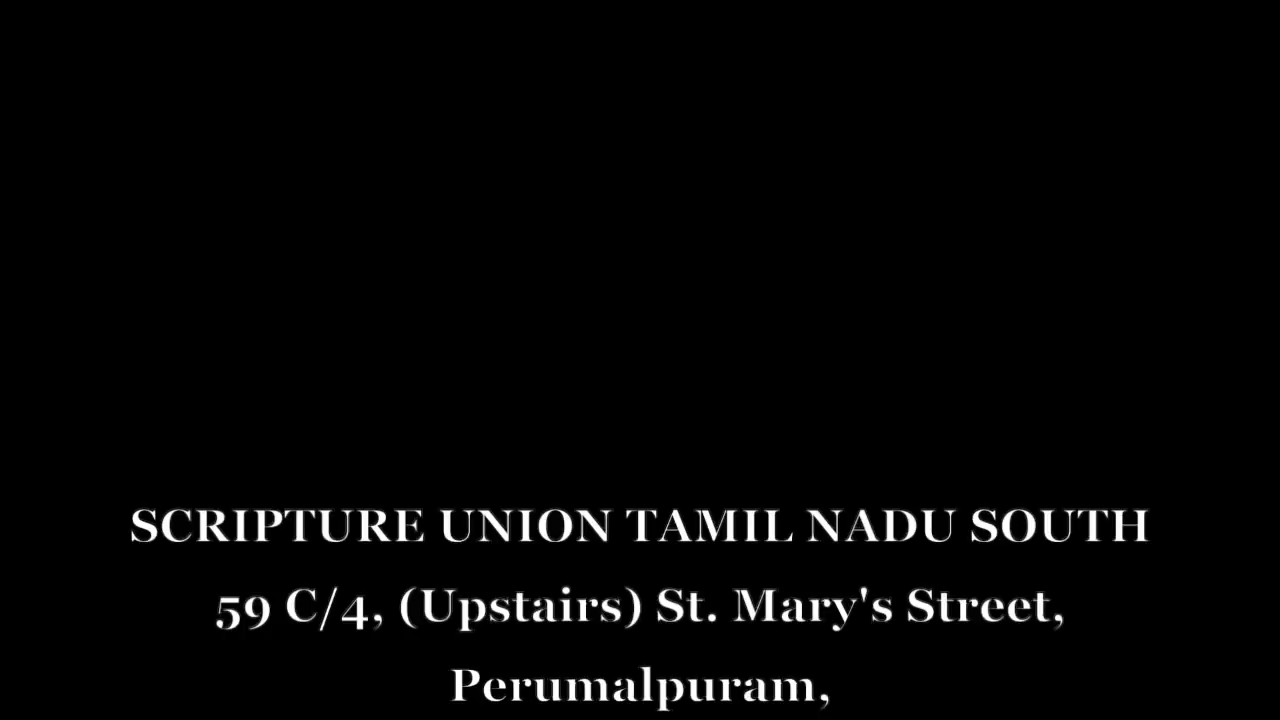 SCRIPTURE UNION TAMIL NADU SOUTH
59 C/4, (Upstairs) St. Mary's Street,
Perumalpuram,